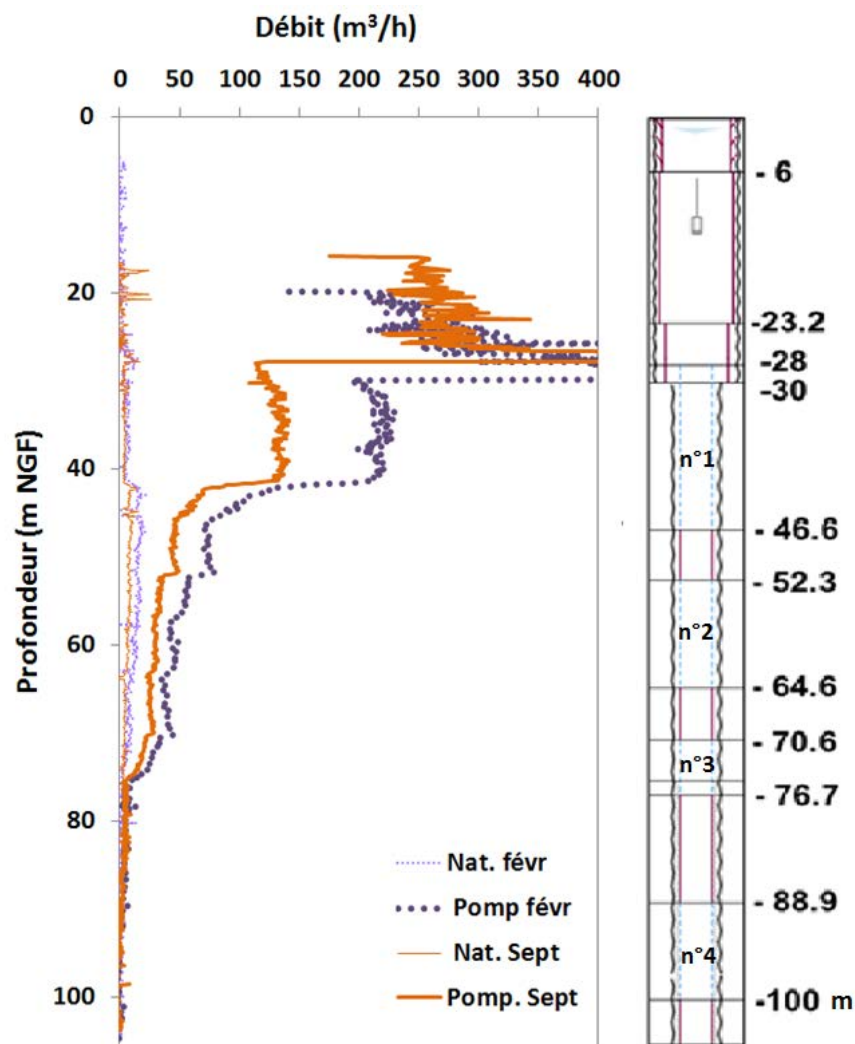 Débit (m³/h)
0 50 100 150 200 250 300 350 400
Profondeur (m NGF)
0
20
40
60
80
100
Nat. févr
Pomp févr
Nat. Sept
Pomp. Sept
- 6
-23.2
-28
-30
n°1
- 46.6
- 52.3
n°2
- 64.6
- 70.6
n°3
- 76.7
- 88.9
n°4
-100 m